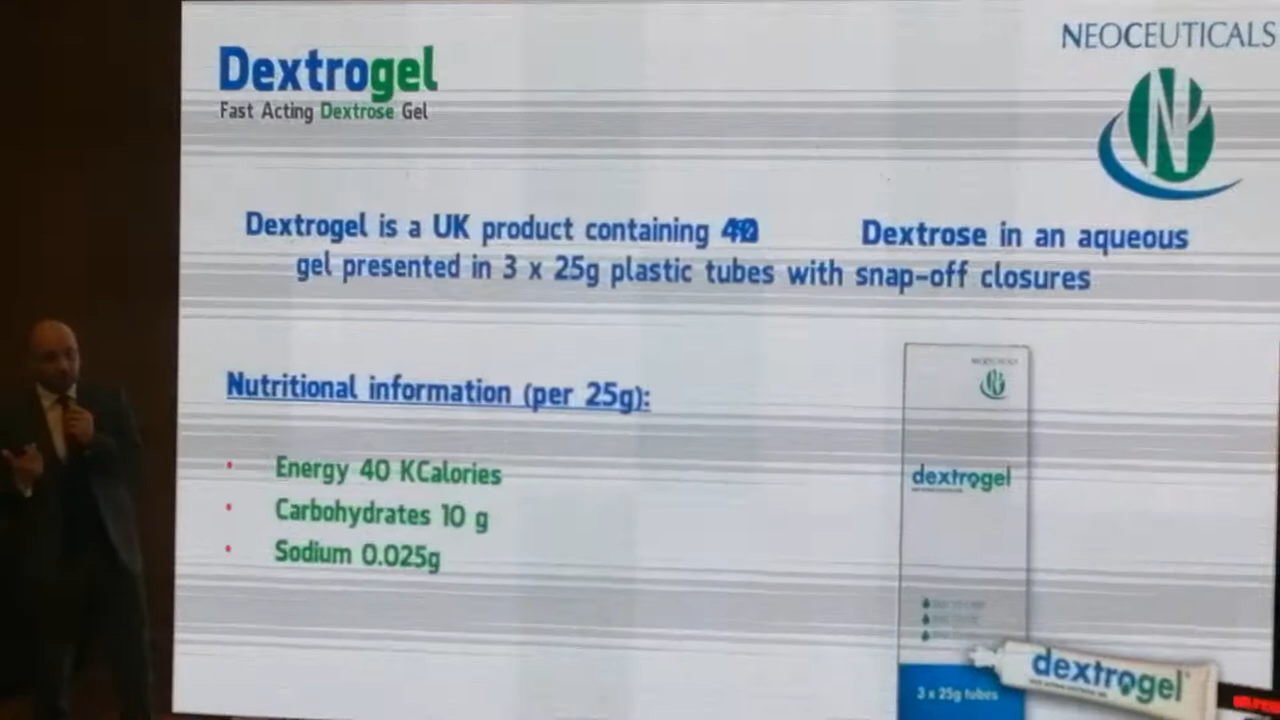 NEOCEUTICALS
Dextrogel
Fast Acting Dextrose Gel
Dextrogel is a UK product containing Dextrose in an aqueous
gel presented in 3 x 25g plastic tubes with snap-off closures
Nutritional information (per 25g):
• Energy 40 KCalories
• Carbohydrates 10 g
• Sodium 0.025g
dextrogel
3 x 25g tubes
dextrogel